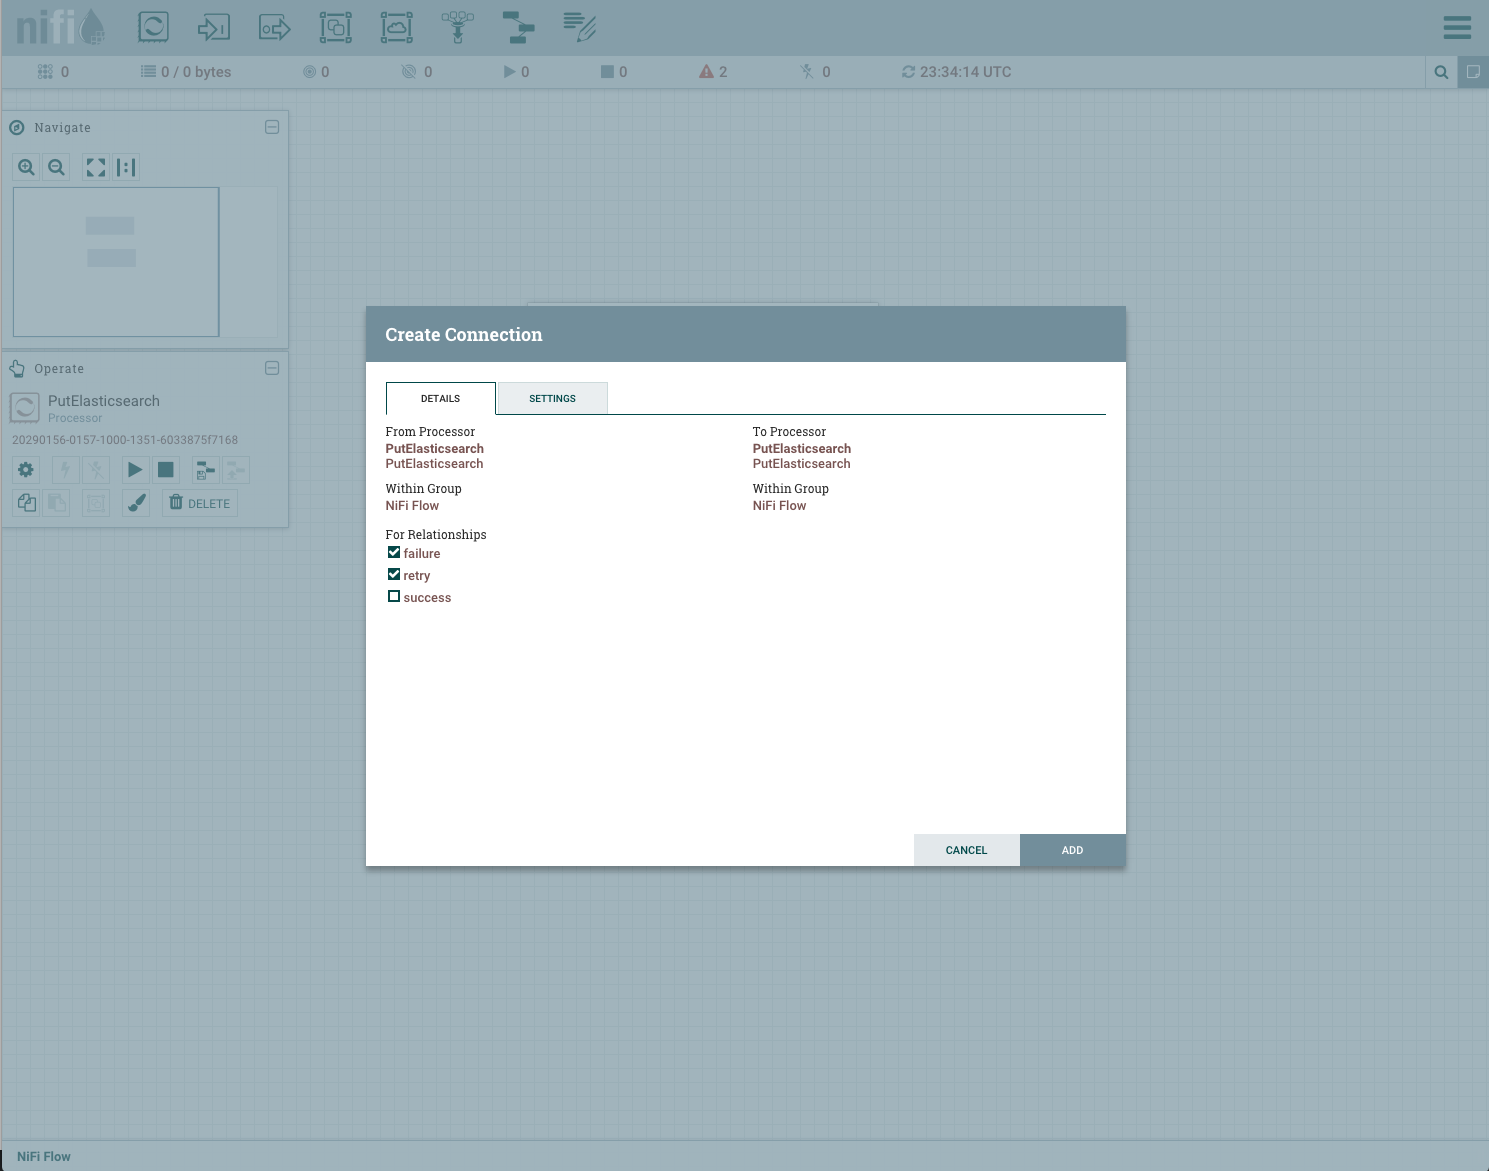 nifi
0 0 / 0 bytes 0 0 0 0 2 0 23:34:14 UTC
Navigate
Operate
PutElasticsearch
Processor
20290156-0157-1000-1351-6033875f7168
DELETE
Create Connection
DETAILS SETTINGS
From Processor To Processor
PutElasticsearch PutElasticsearch
PutElasticsearch PutElasticsearch
Within Group Within Group
NiFi Flow NiFi Flow
For Relationships
failure
retry
success
CANCEL ADD
NiFi Flow